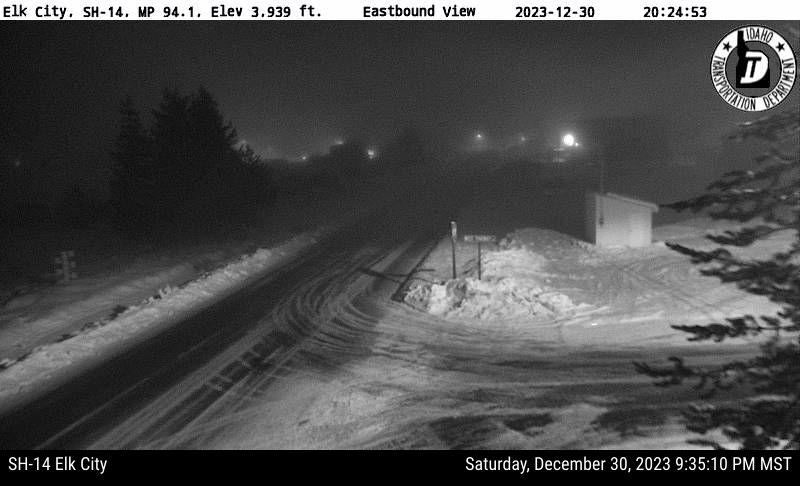 Elk City, SH-14, MP 94.1, Elev 3,939 ft. Eastbound View 2023-12-30 20:24:53
IDAHO
TRANSPORTATION DEPARTMENT
SH-14 Elk City Saturday, December 30, 2023 9:35:10 PM MST